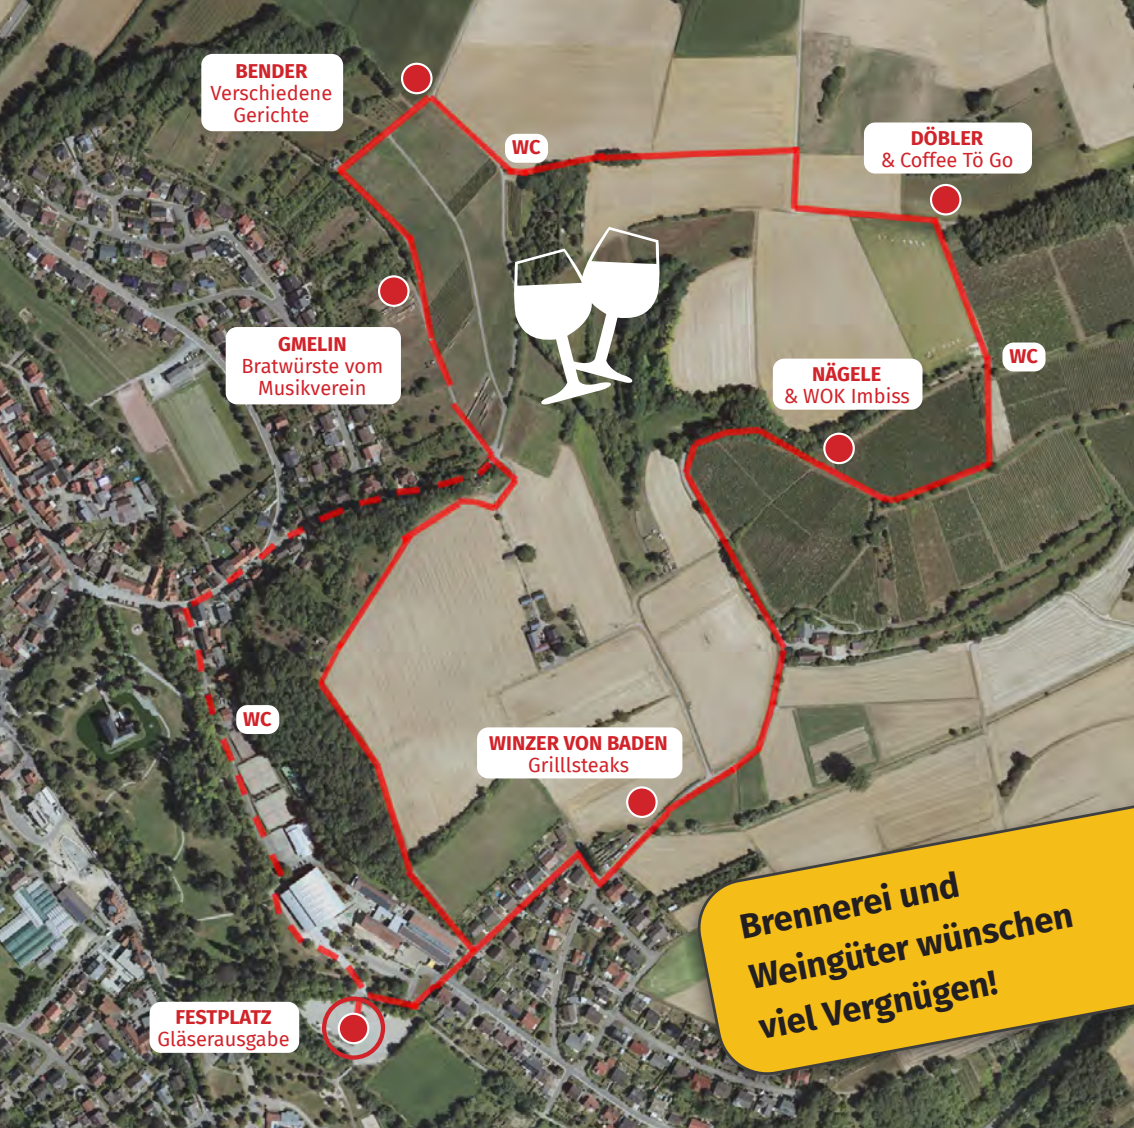 BENDER
Verschiedene
Gerichte
WC
DÖBLER
& Coffee Tö Go
GMELIN
Bratwürste vom
Musikverein
NÄGELE
& WOK Imbiss
WC
WC
WINZER VON BADEN
Grilllsteaks
Brennerei und
Weingüter wünschen
viel Vergnügen!
FESTPLATZ
Gläserausgabe